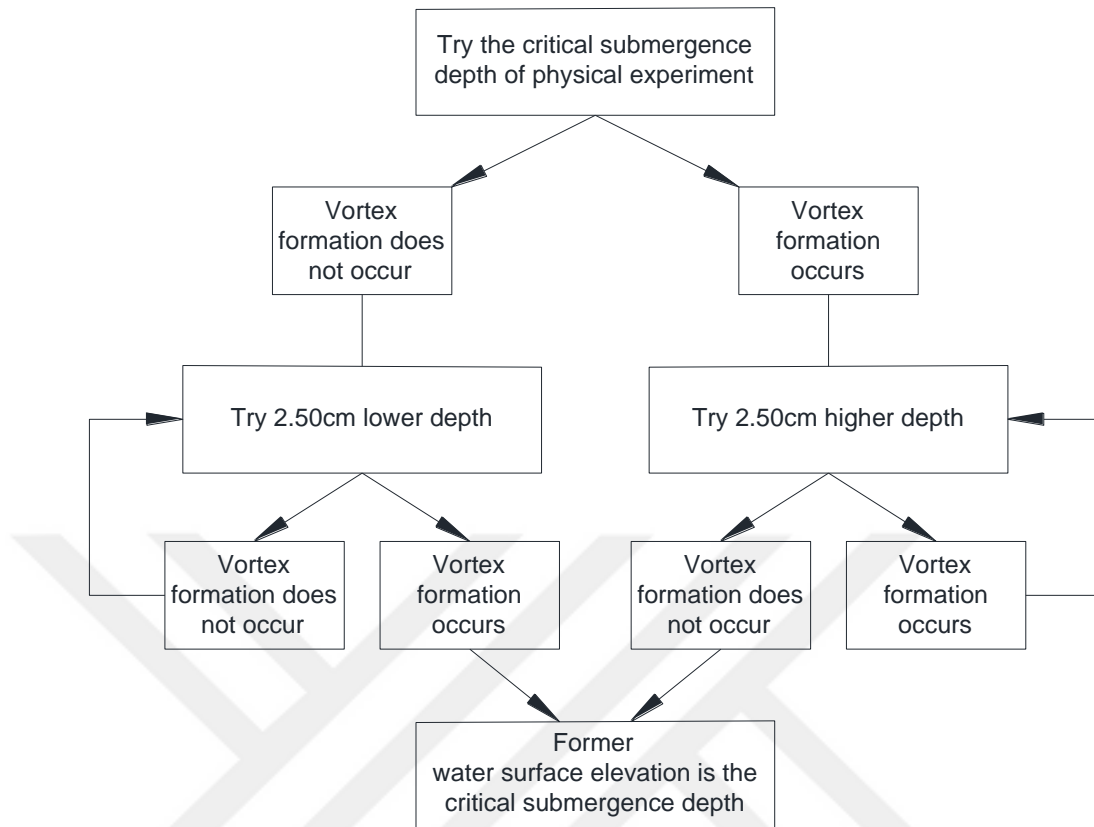 Try the critical submergence
depth of physical experiment
Vortex
formation does
not occur
Vortex
formation
occurs
Try 2.50cm lower depth
Try 2.50cm higher depth
Vortex
formation does
not occur
Vortex
formation
occurs
Vortex
formation does
not occur
Vortex
formation
occurs
Former
water surface elevation is the
critical submergence depth